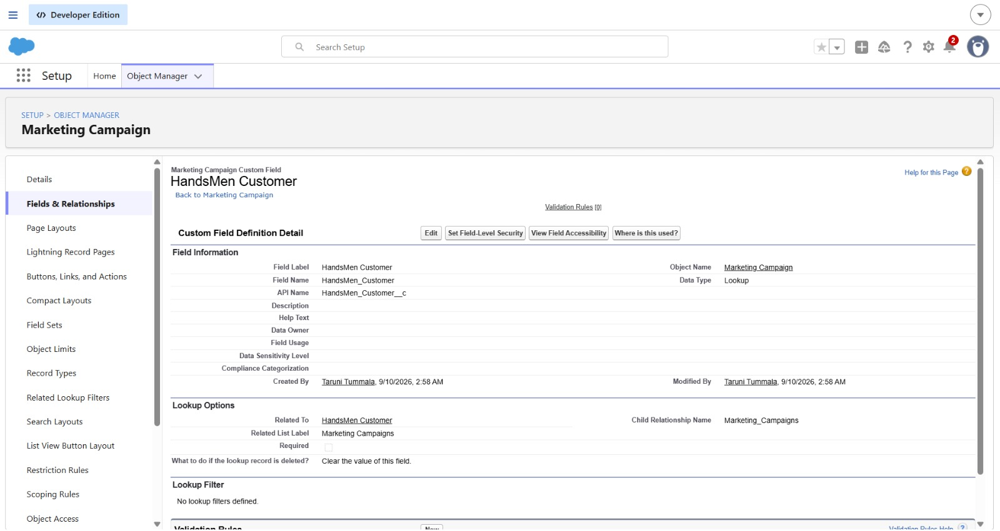 Developer Edition
Search Setup
2
Setup
Home
Object Manager
SETUP > OBJECT MANAGER
Marketing Campaign
Details
Fields & Relationships
Page Layouts
Lightning Record Pages
Buttons, Links, and Actions
Compact Layouts
Field Sets
Object Limits
Record Types
Related Lookup Filters
Search Layouts
List View Button Layout
Restriction Rules
Scoping Rules
Object Access
Marketing Campaign Custom Field
HandsMen Customer
Back to Marketing Campaign
Help for this Page
Validation Rules [0]
Custom Field Definition Detail
Edit
Set Field-Level Security
View Field Accessibility
Where is this used?
Field Information
Field Label HandsMen Customer
Object Name Marketing Campaign
Field Name HandsMen_Customer
Data Type Lookup
API Name HandsMen_Customer__c
Description
Help Text
Data Owner
Field Usage
Data Sensitivity Level
Compliance Categorization
Created By Taruni Tummala, 9/10/2026, 2:58 AM
Modified By Taruni Tummala, 9/10/2026, 2:58 AM
Lookup Options
Related To HandsMen Customer
Child Relationship Name Marketing_Campaigns
Related List Label Marketing Campaigns
Required
What to do if the lookup record is deleted? Clear the value of this field.
Lookup Filter
No lookup filters defined.
Validation Rules
New
Validation Rules Help ?